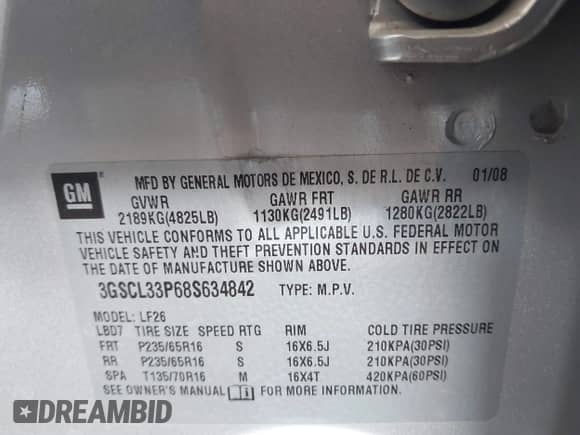 GM
MFD BY GENERAL MOTORS DE MEXICO, S. DE R.L. DE C.V. 01/08
GVWR GAWR FRT GAWR RR
2189KG(4825LB) 1130KG(2491LB) 1280KG(2822LB)
THIS VEHICLE CONFORMS TO ALL APPLICABLE U.S. FEDERAL MOTOR
VEHICLE SAFETY AND THEFT PREVENTION STANDARDS IN EFFECT ON
THE DATE OF MANUFACTURE SHOWN ABOVE.
3GSCL33P68S634842 TYPE: M.P.V.
MODEL: LF26
LBD7 TIRE SIZE SPEED RTG RIM COLD TIRE PRESSURE
FRT P235/65R16 S 16X6.5J 210KPA(30PSI)
RR P235/65R16 S 16X6.5J 210KPA(30PSI)
SPA T135/70R16 M 16X4T 420KPA(60PSI)
SEE OWNER'S MANUAL FOR MORE INFORMATION.
DREAMBID